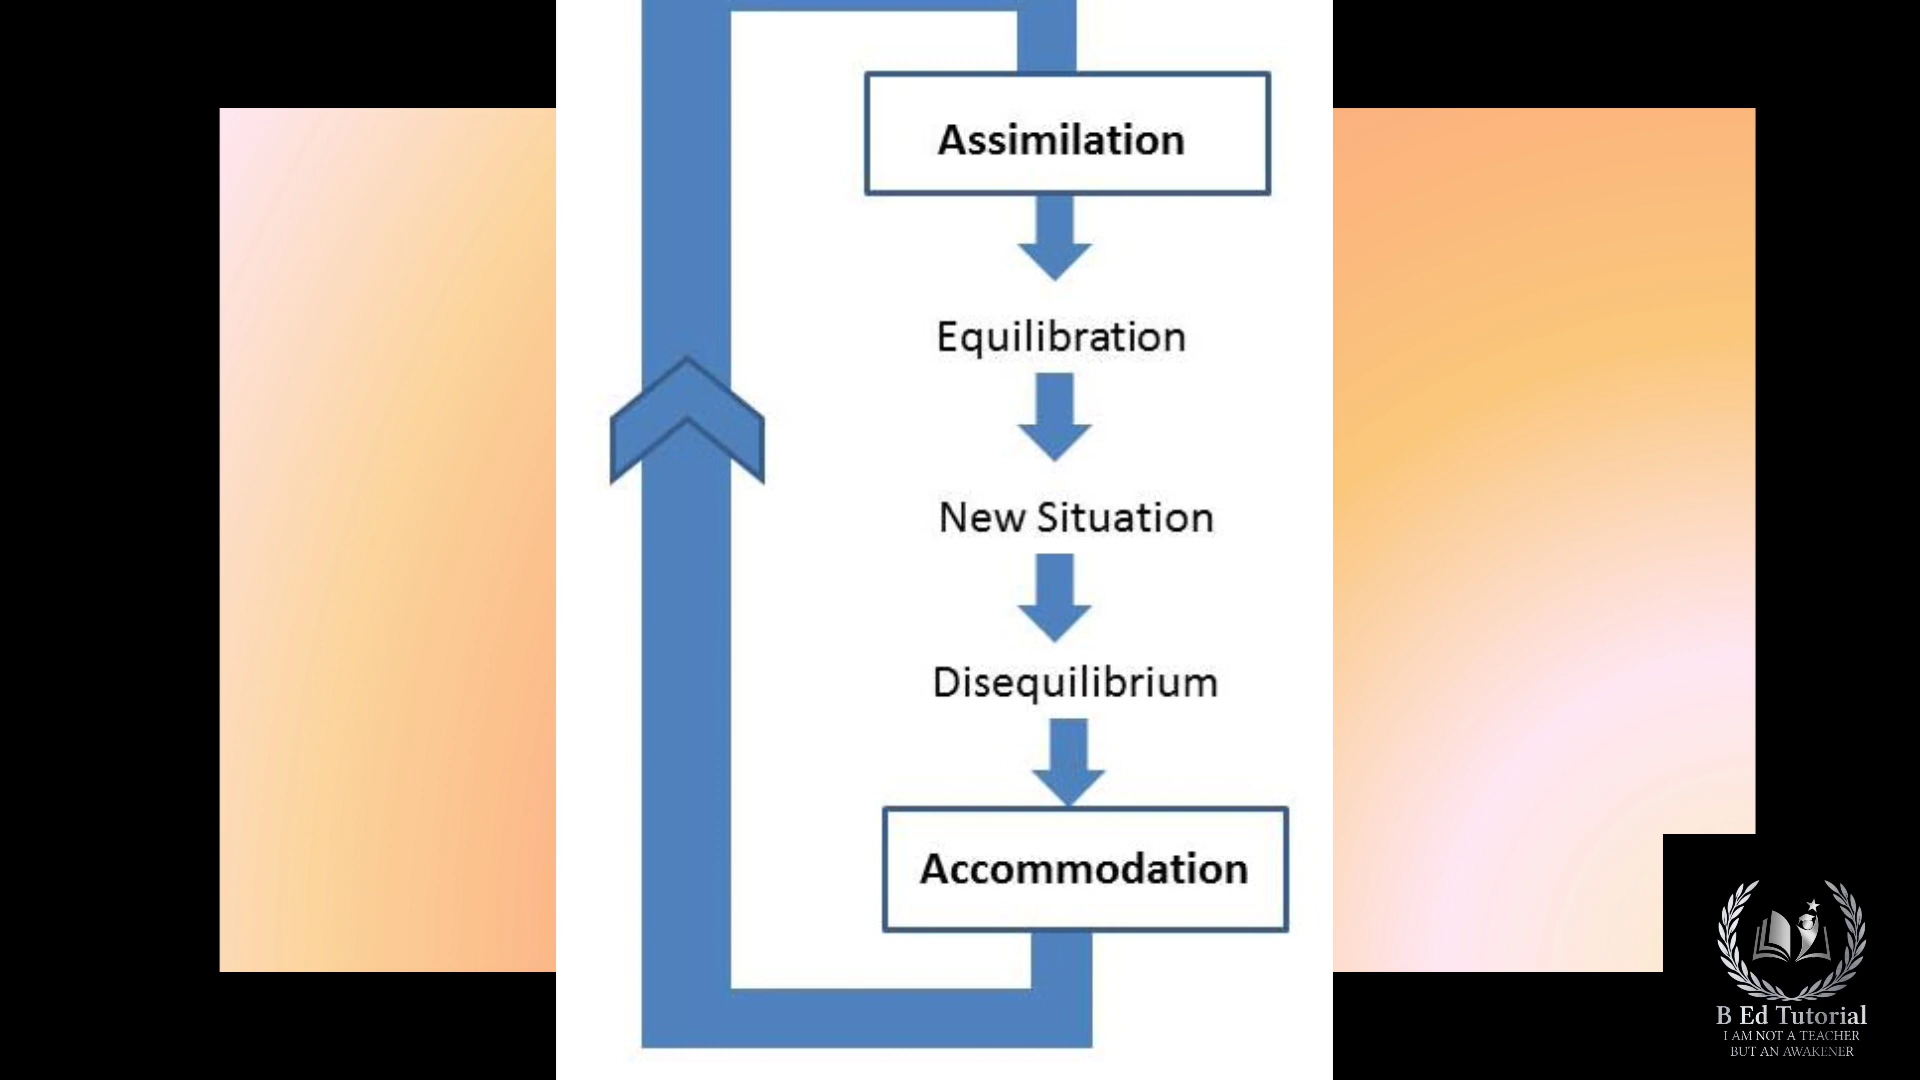 Assimilation
Equilibration
New Situation
Disequilibrium
Accommodation
B Ed Tutorial
I AM NOT A TEACHER
BUT AN AWAKENER